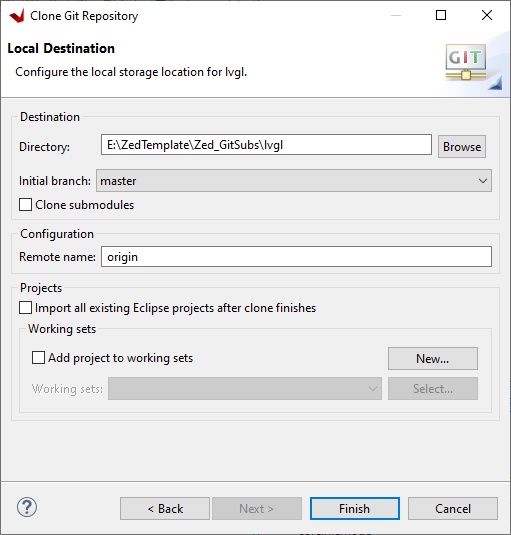 Clone Git Repository
Local Destination
Configure the local storage location for lvgl.
GIT
Destination
Directory: E:\ZedTemplate\Zed_GitSubs\lvgl Browse
Initial branch: master
Clone submodules
Configuration
Remote name: origin
Projects
Import all existing Eclipse projects after clone finishes
Working sets
Add project to working sets New...
Working sets: Select...
? < Back Next > Finish Cancel